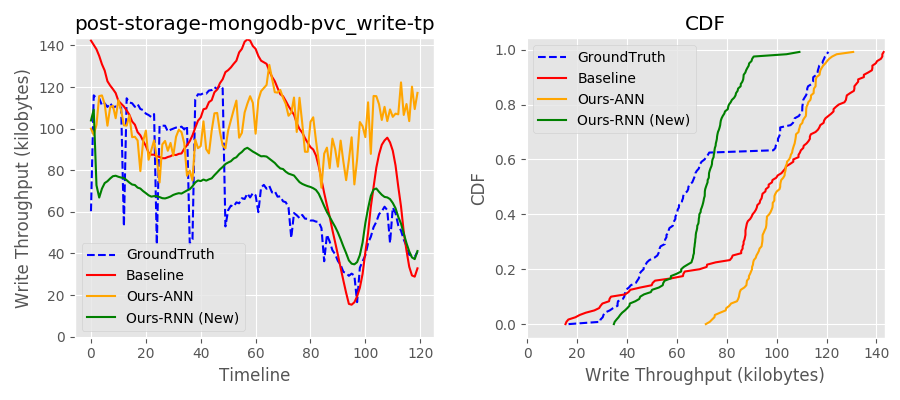 post-storage-mongodb-pvc_write-tp
Write Throughput (kilobytes)
140
120
100
80
60
40
20
0
GroundTruth
Baseline
Ours-ANN
Ours-RNN (New)
0 20 40 60 80 100 120
Timeline
CDF
CDF
1.0
0.8
0.6
0.4
0.2
0.0
GroundTruth
Baseline
Ours-ANN
Ours-RNN (New)
0 20 40 60 80 100 120 140
Write Throughput (kilobytes)